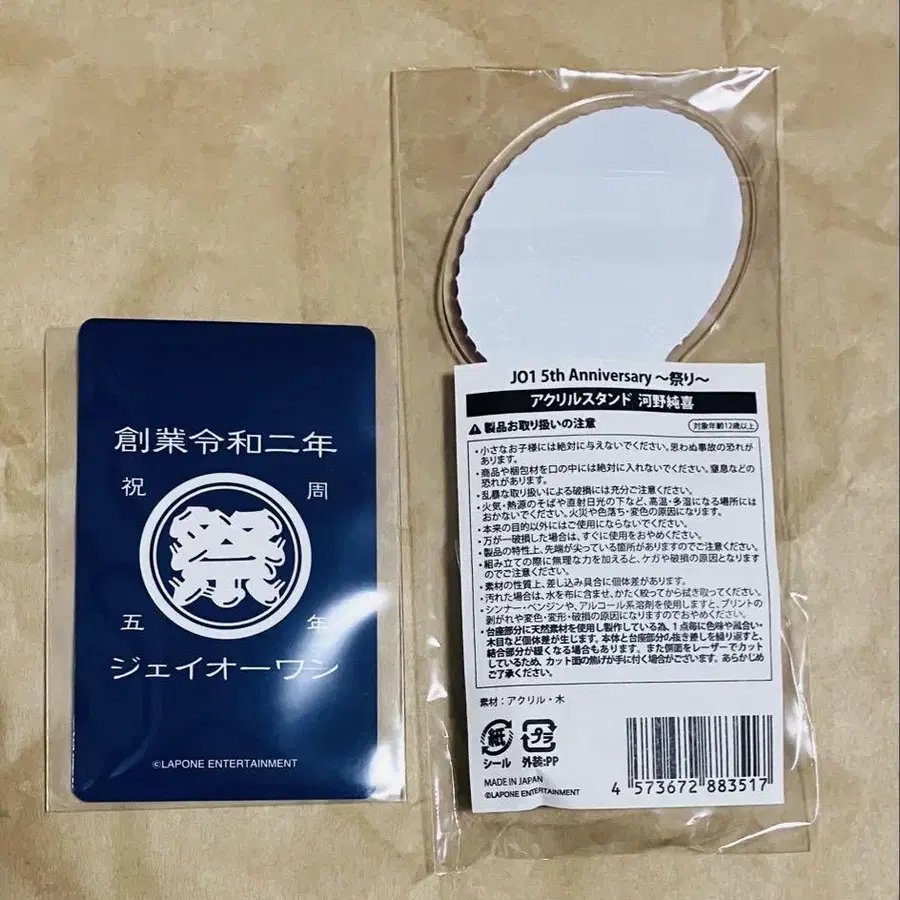 創業令和二年
祝 周
祭
五 年
ジェイオーワン
©LAPONE ENTERTAINMENT
JO1 5th Anniversary ～祭り～
アクリルスタンド 河野純喜
製品お取り扱いの注意
対象年齢12歳以上
・小さなお子様には絶対に与えないでください。思わぬ事故の恐れが
あります。
・商品や梱包材を口の中には絶対に入れないでください。窒息などの
恐れがあります。
・乱暴な取り扱いによる破損には充分ご注意ください。
・火気・熱源のそばや直射日光の下など、高温・多湿になる場所には
おかないでください。火災や色落ち・変色の原因になります。
・本来の目的以外にはご使用にならないでください。
・万が一破損した場合は、すぐに使用をおやめください。
・製品の特性上、先端が尖っている箇所がありますのでご注意ください。
・組み立ての際に無理な力を加えると、ケガや破損の原因となります
のでご注意ください。
・素材の性質上、差し込み具合に個体差があります。
・汚れた場合は、水を布に含ませ、かたく絞ってから拭き取ってください。
・シンナー・ベンジンや、アルコール系溶剤を使用しますと、プリントの
剥がれや変色・変形・破損の原因になりますのでおやめください。
・台座部分に天然素材を使用し製作している為、1点毎に色味や風合い・
木目など個体差が生じます。本体と台座部分の抜き差しを繰り返すと、
結合部分が緩くなる場合もあります。また側面をレーザーでカット
しているため、カット面の焦げが手に付く場合がございます。あらかじめ
ご了承ください。
素材：アクリル・木
紙
シール
プラ
外装:PP
MADE IN JAPAN
©LAPONE ENTERTAINMENT
4 573672 883517